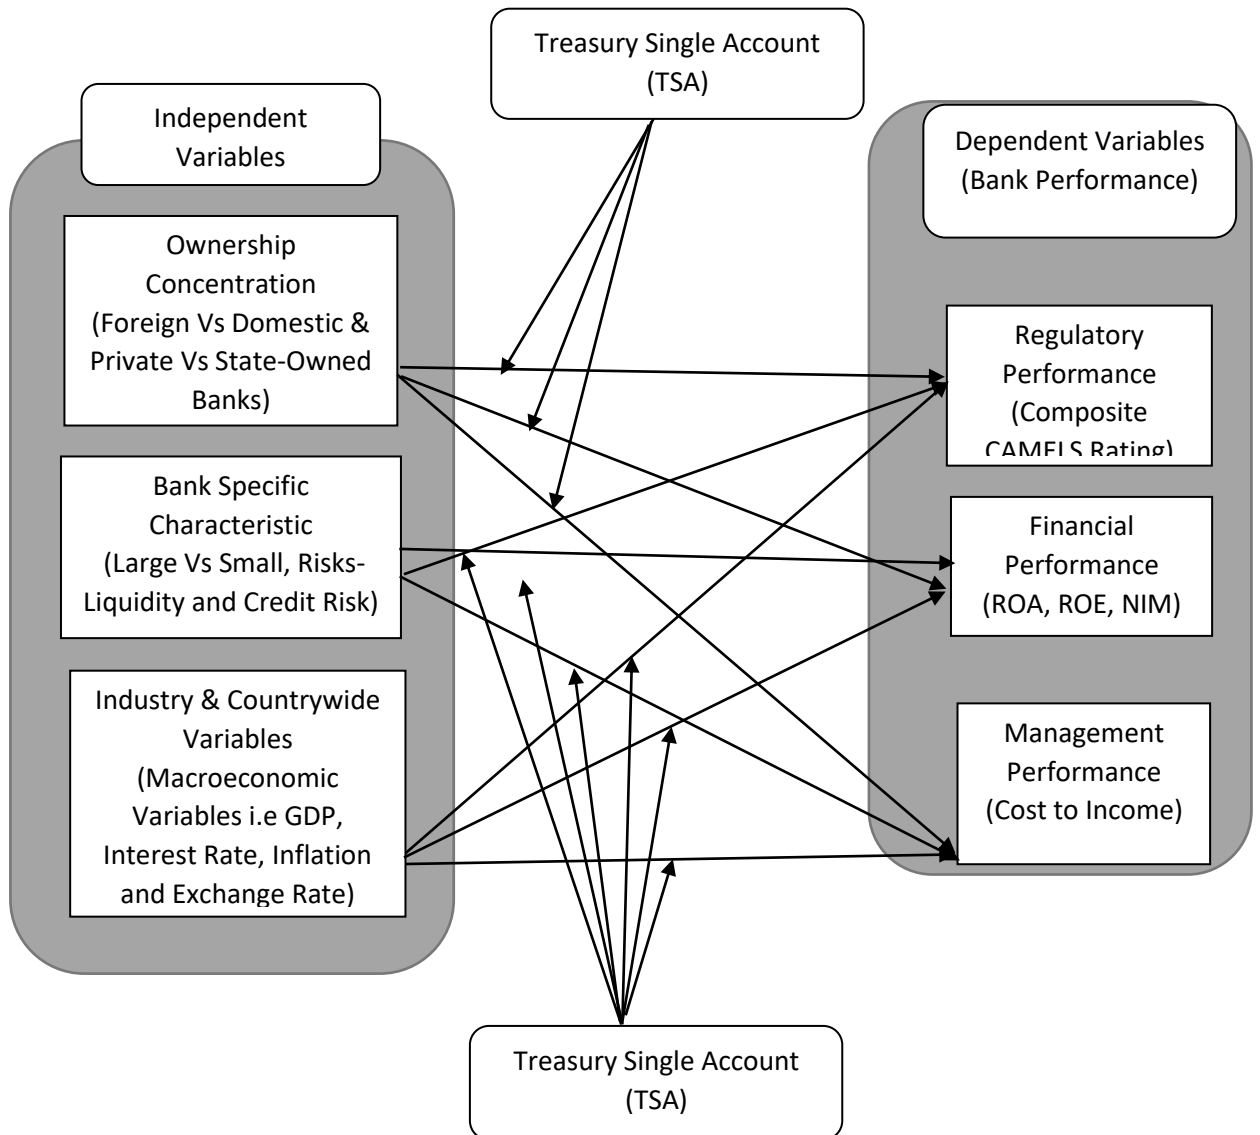 Treasury Single Account
(TSA)
Independent
Variables
Dependent Variables
(Bank Performance)
Ownership
Concentration
(Foreign Vs Domestic &
Private Vs State-Owned
Banks)
Bank Specific
Characteristic
(Large Vs Small, Risks-
Liquidity and Credit Risk)
Industry & Countrywide
Variables
(Macroeconomic
Variables i.e GDP,
Interest Rate, Inflation
and Exchange Rate)
Regulatory
Performance
(Composite
CAMELS Rating)
Financial
Performance
(ROA, ROE, NIM)
Management
Performance
(Cost to Income)
Treasury Single Account
(TSA)